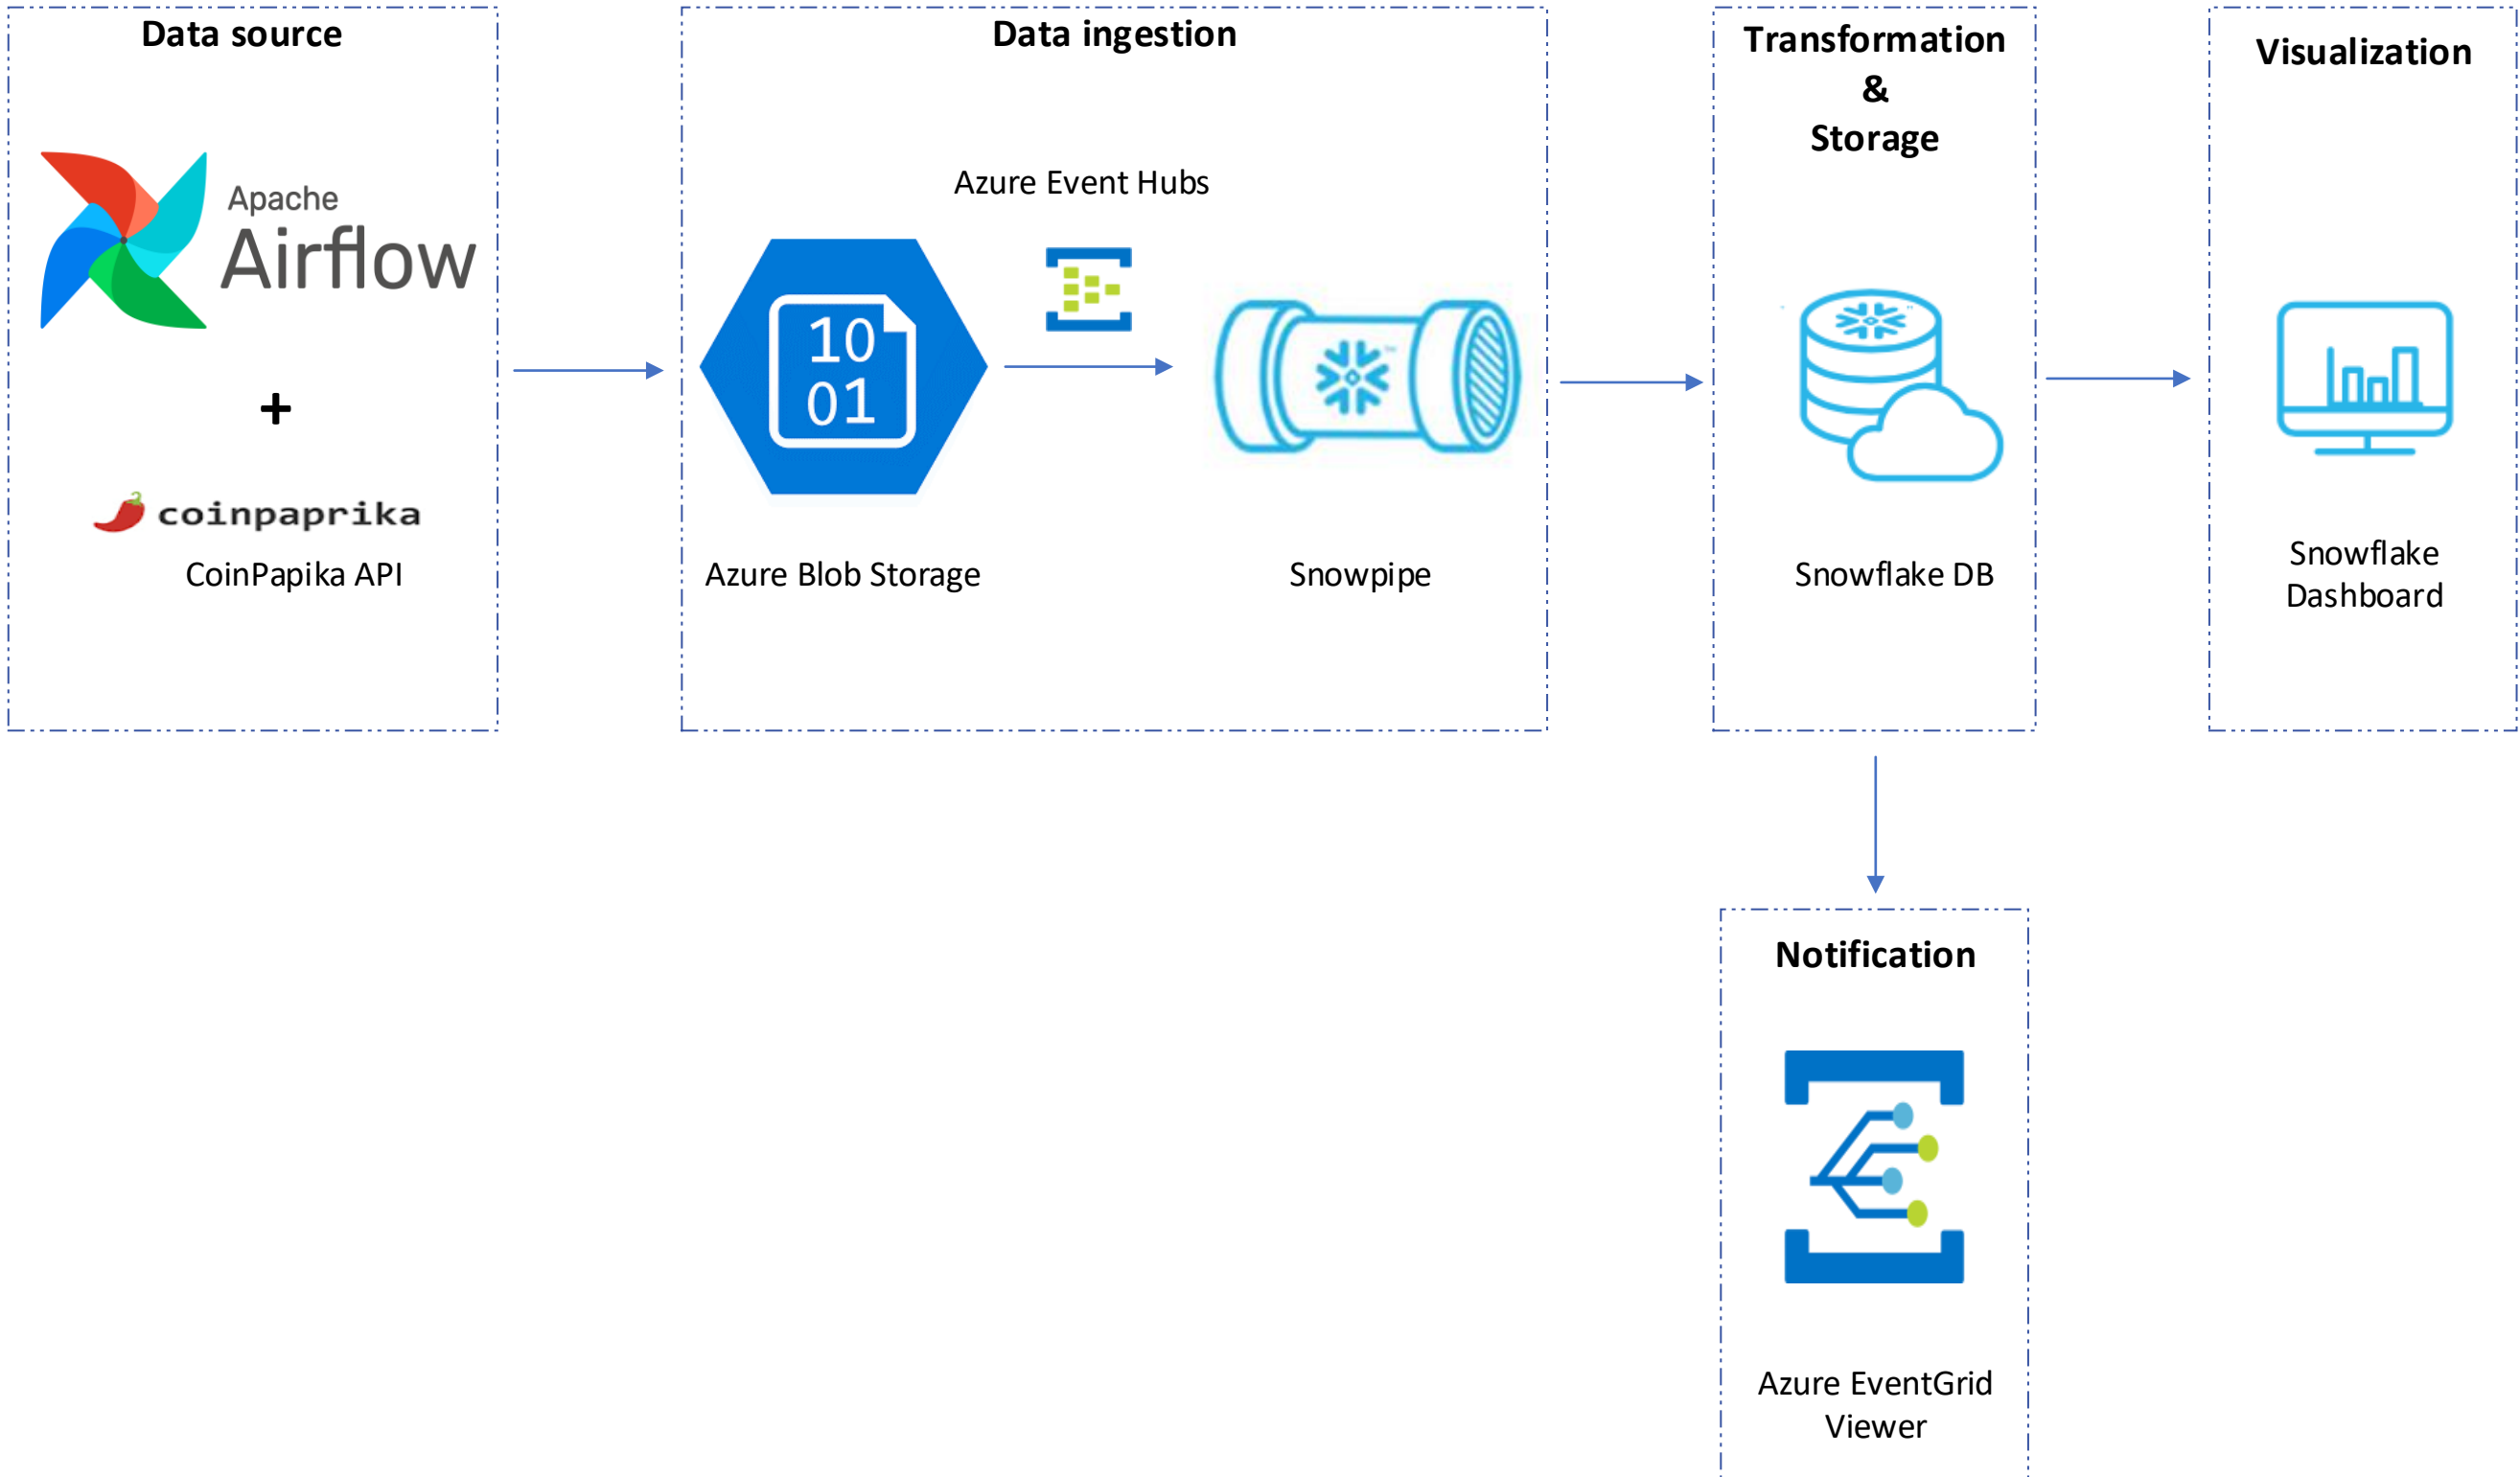 Data source
Apache
Airflow
+
coinpaprika
CoinPapika API
Data ingestion
Azure Event Hubs
10
01
Azure Blob Storage
Snowpipe
Transformation
&
Storage
Snowflake DB
Visualization
Snowflake
Dashboard
Notification
Azure EventGrid
Viewer